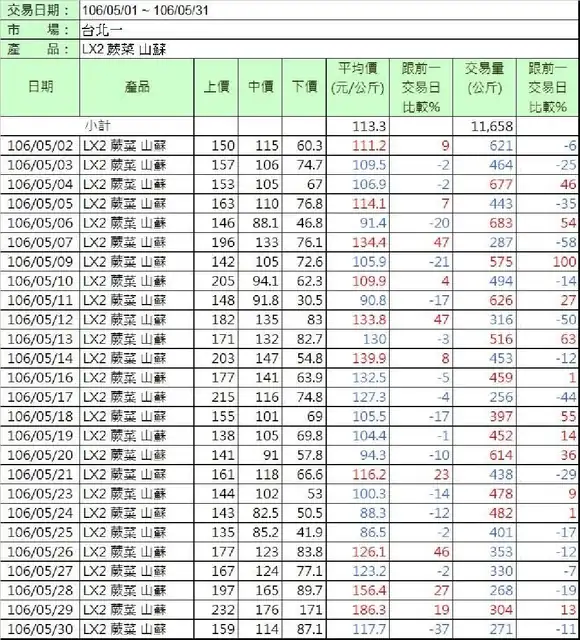 交易日期： 106/05/01 ~ 106/05/31
市 場： 台北一
產 品： LX2 蕨菜 山蘇
日期 產品 上價 中價 下價 平均價(元/公斤) 跟前一交易日比較% 交易量(公斤) 跟前一交易日比較%
小計 113.3 11,658
106/05/02 LX2 蕨菜 山蘇 150 115 60.3 111.2 9 621 -6
106/05/03 LX2 蕨菜 山蘇 157 106 74.7 109.5 -2 464 -25
106/05/04 LX2 蕨菜 山蘇 153 105 67 106.9 -2 677 46
106/05/05 LX2 蕨菜 山蘇 163 110 76.8 114.1 7 443 -35
106/05/06 LX2 蕨菜 山蘇 146 88.1 46.8 91.4 -20 683 54
106/05/07 LX2 蕨菜 山蘇 196 133 76.1 134.4 47 287 -58
106/05/09 LX2 蕨菜 山蘇 142 105 72.6 105.9 -21 575 100
106/05/10 LX2 蕨菜 山蘇 205 94.1 62.3 109.9 4 494 -14
106/05/11 LX2 蕨菜 山蘇 148 91.8 30.5 90.8 -17 626 27
106/05/12 LX2 蕨菜 山蘇 182 135 83 133.8 47 316 -50
106/05/13 LX2 蕨菜 山蘇 171 132 82.7 130 -3 516 63
106/05/14 LX2 蕨菜 山蘇 203 147 54.8 139.9 8 453 -12
106/05/16 LX2 蕨菜 山蘇 177 141 63.9 132.5 -5 459 1
106/05/17 LX2 蕨菜 山蘇 215 116 74.8 127.3 -4 256 -44
106/05/18 LX2 蕨菜 山蘇 155 101 69 105.5 -17 397 55
106/05/19 LX2 蕨菜 山蘇 138 105 69.8 104.4 -1 452 14
106/05/20 LX2 蕨菜 山蘇 141 91 57.8 94.3 -10 614 36
106/05/21 LX2 蕨菜 山蘇 161 118 66.6 116.2 23 438 -29
106/05/23 LX2 蕨菜 山蘇 144 102 53 100.3 -14 478 9
106/05/24 LX2 蕨菜 山蘇 143 82.5 50.5 88.3 -12 482 1
106/05/25 LX2 蕨菜 山蘇 135 85.2 41.9 86.5 -2 401 -17
106/05/26 LX2 蕨菜 山蘇 177 123 83.8 126.1 46 353 -12
106/05/27 LX2 蕨菜 山蘇 167 124 77.1 123.2 -2 330 -7
106/05/28 LX2 蕨菜 山蘇 197 165 89.7 156.4 27 268 -19
106/05/29 LX2 蕨菜 山蘇 232 176 171 186.3 19 304 13
106/05/30 LX2 蕨菜 山蘇 159 114 87.1 117.7 -37 271 -11